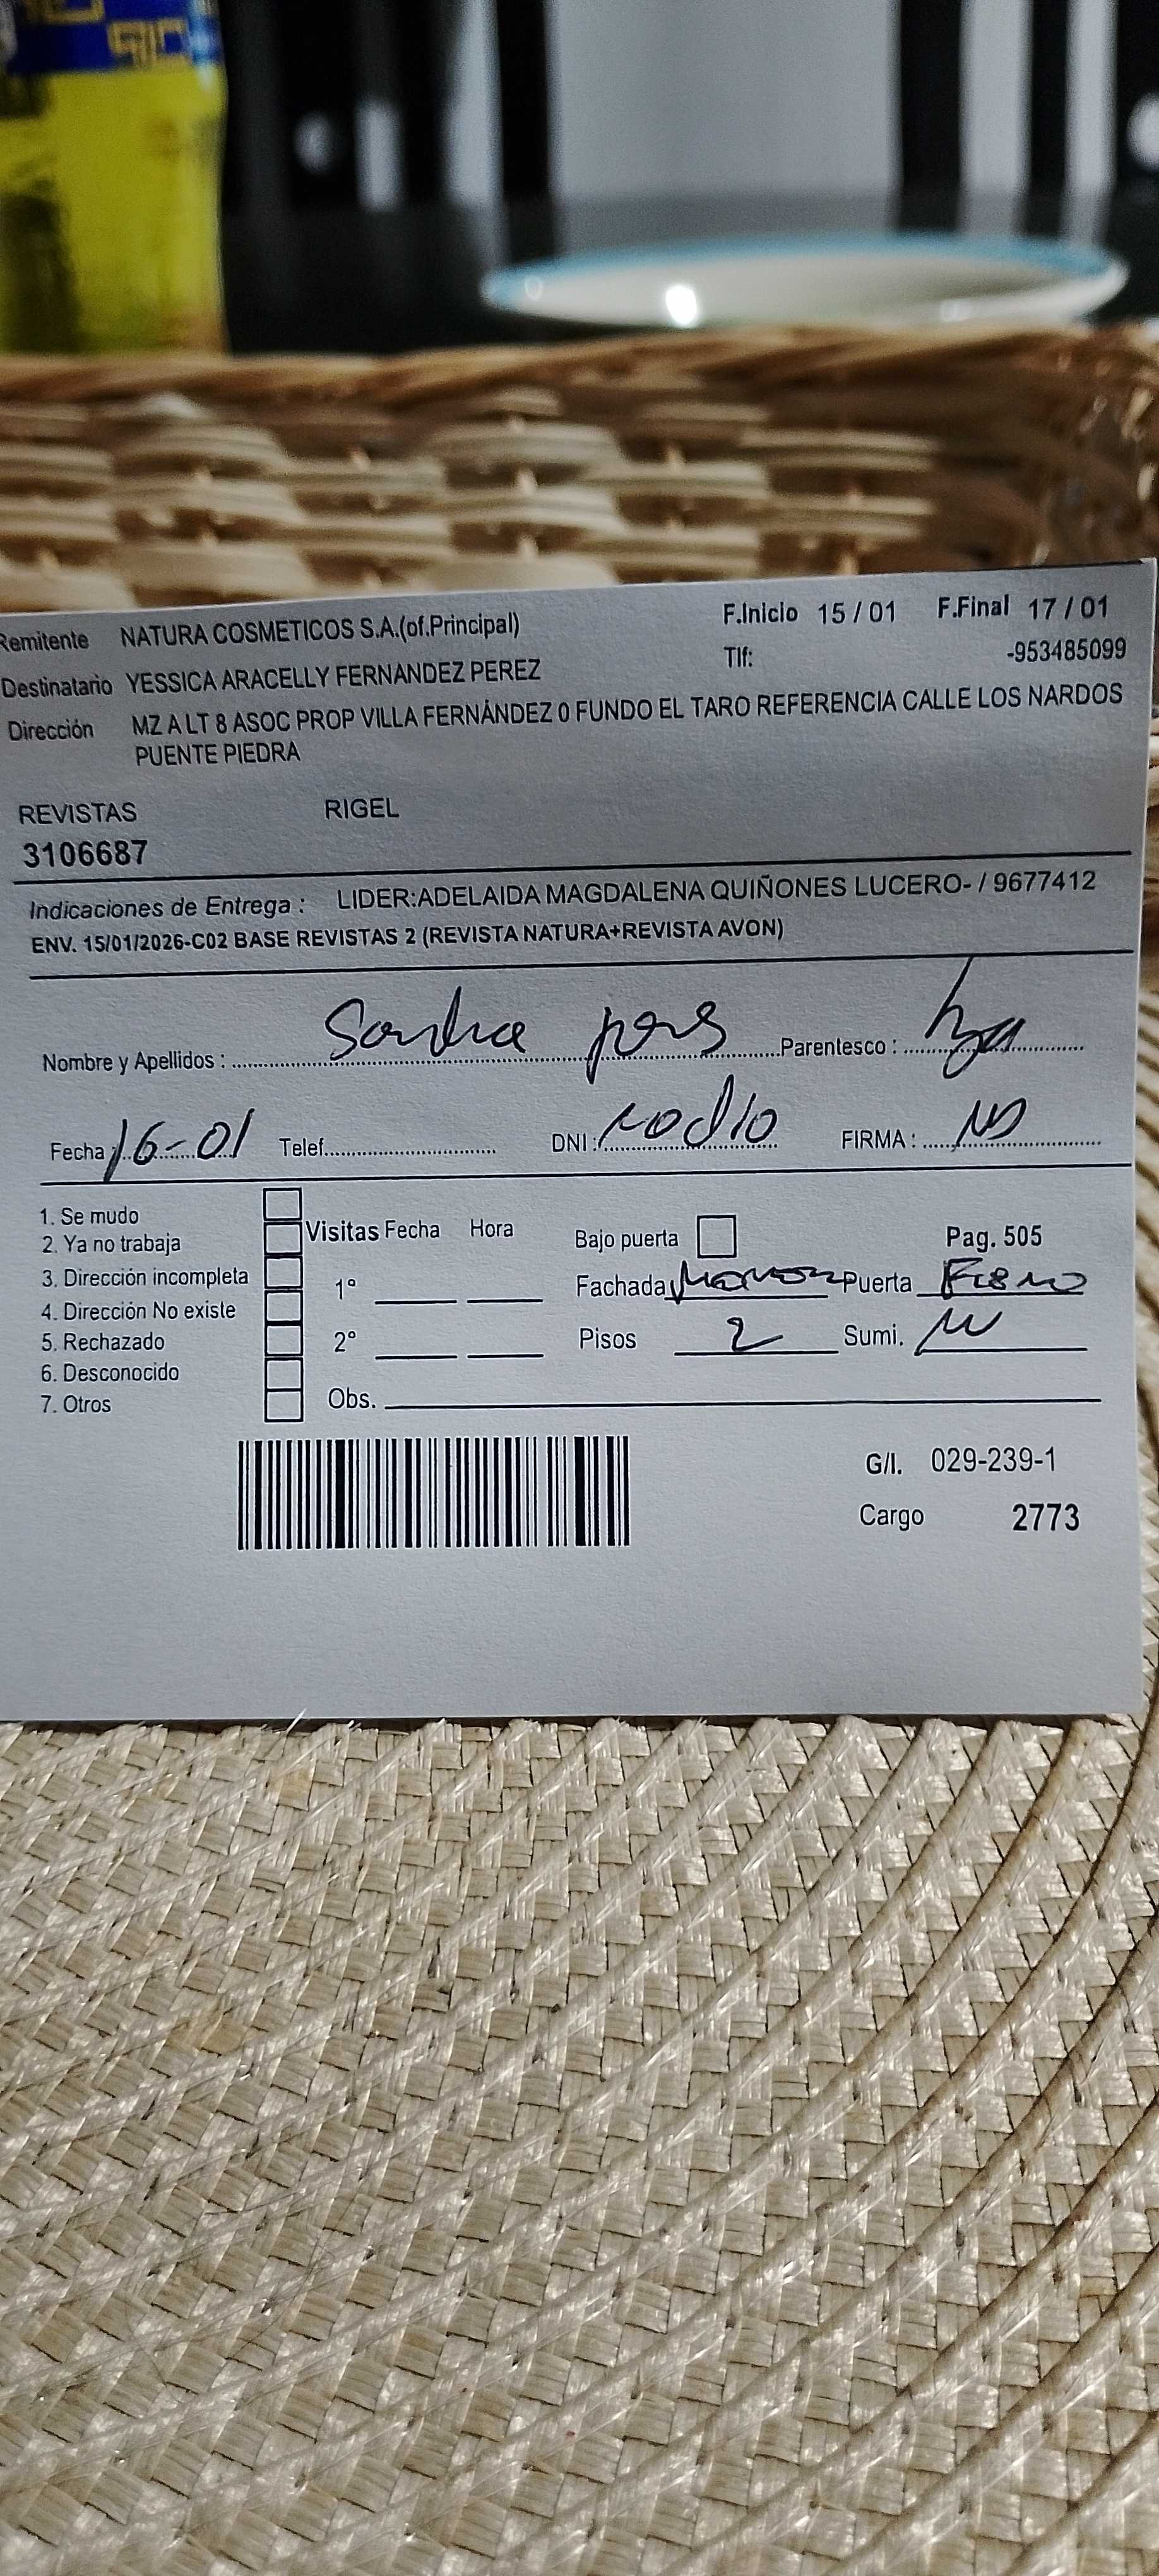 Remitente NATURA COSMETICOS S.A.(of.Principal) F.Inicio 15 / 01 F.Final 17 / 01
Destinatario YESSICA ARACELLY FERNANDEZ PEREZ Tlf: -953485099
Dirección MZ A LT 8 ASOC PROP VILLA FERNÁNDEZ 0 FUNDO EL TARO REFERENCIA CALLE LOS NARDOS
PUENTE PIEDRA
REVISTAS RIGEL
3106687
Indicaciones de Entrega : LIDER:ADELAIDA MAGDALENA QUIÑONES LUCERO- / 9677412
ENV. 15/01/2026-C02 BASE REVISTAS 2 (REVISTA NATURA+REVISTA AVON)
Nombre y Apellidos : Sandra Parentesco :
Fecha : 16-01 Telef. DNI : FIRMA :
1. Se mudo
2. Ya no trabaja Visitas Fecha Hora Bajo puerta Pag. 505
3. Dirección incompleta 1° Fachada Puerta
4. Dirección No existe
5. Rechazado 2° Pisos 2 Sumi.
6. Desconocido
7. Otros Obs.
G/I. 029-239-1
Cargo 2773